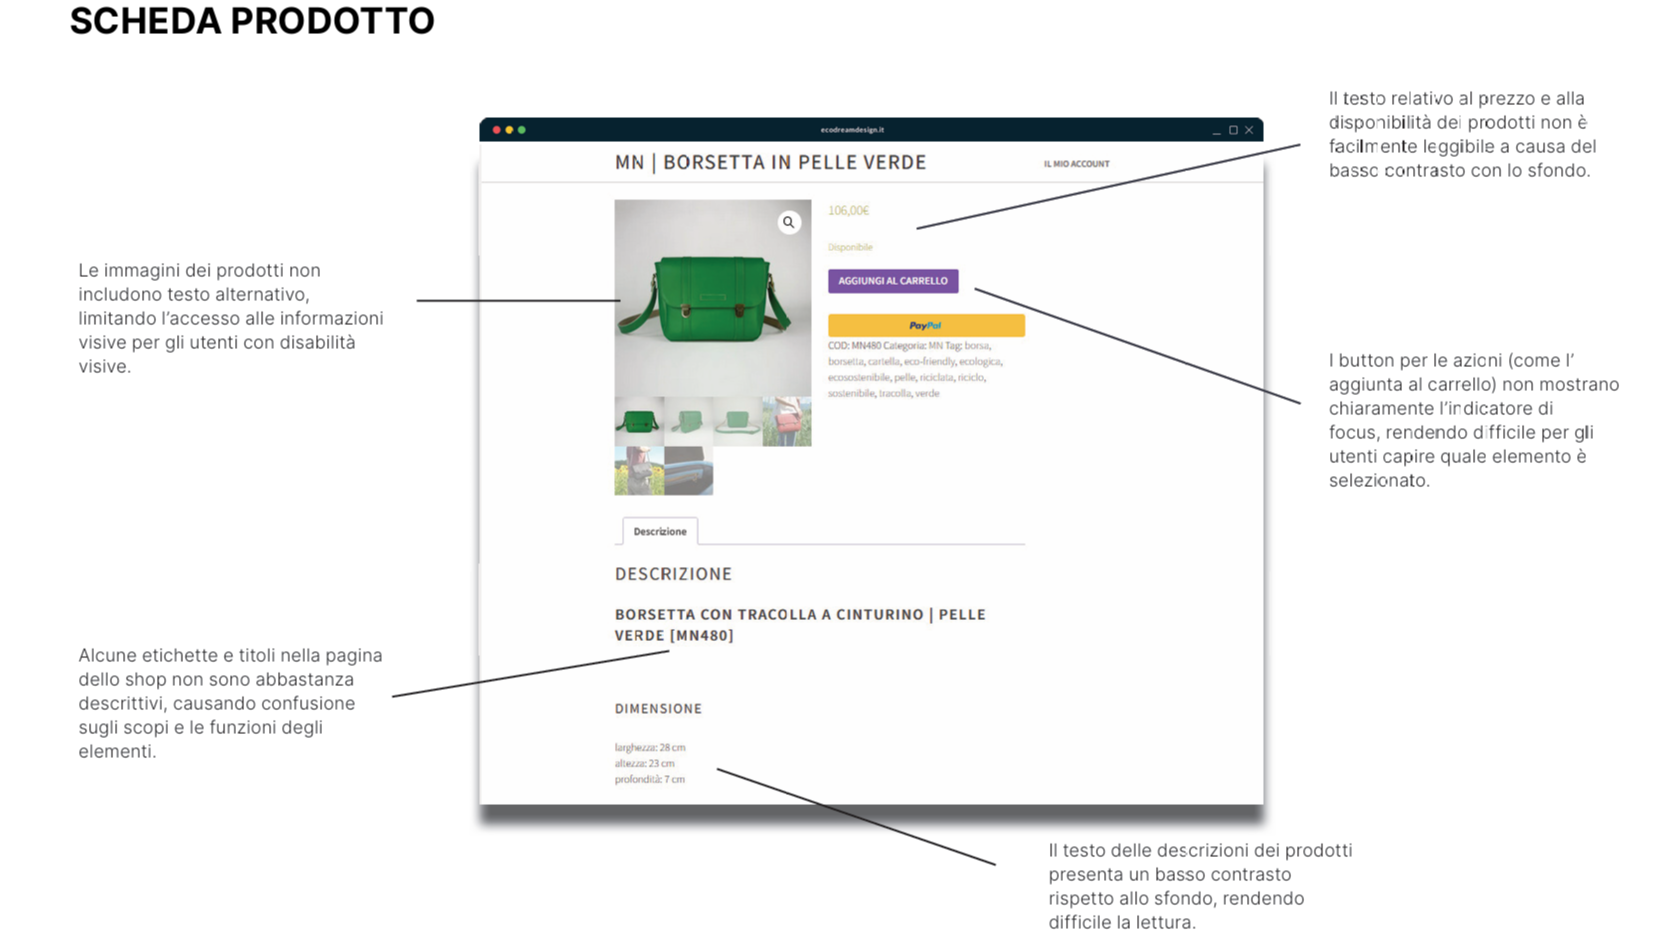 SCHEDA PRODOTTO
Il testo relativo al prezzo e alla
disponibilità dei prodotti non è
facilmente leggibile a causa del
basso contrasto con lo sfondo.
ecodreamdesign.it
MN | BORSETTA IN PELLE VERDE
IL MIO ACCOUNT
106,00€
Disponibile
AGGIUNGI AL CARRELLO
PayPal
COD: MN480 Categoria: MN Tag: borsa,
borsetta, cartella, eco-friendly, ecologica,
ecosostenibile, pelle, riciclata, riciclo,
sostenibile, tracolla, verde
Le immagini dei prodotti non
includono testo alternativo,
limitando l’accesso alle informazioni
visive per gli utenti con disabilità
visive.
I button per le azioni (come l’
aggiunta al carrello) non mostrano
chiaramente l’indicatore di
focus, rendendo difficile per gli
utenti capire quale elemento è
selezionato.
Descrizione
DESCRIZIONE
BORSETTA CON TRACOLLA A CINTURINO | PELLE
VERDE [MN480]
Alcune etichette e titoli nella pagina
dello shop non sono abbastanza
descrittivi, causando confusione
sugli scopi e le funzioni degli
elementi.
DIMENSIONE
larghezza: 28 cm
altezza: 23 cm
profondità: 7 cm
Il testo delle descrizioni dei prodotti
presenta un basso contrasto
rispetto allo sfondo, rendendo
difficile la lettura.